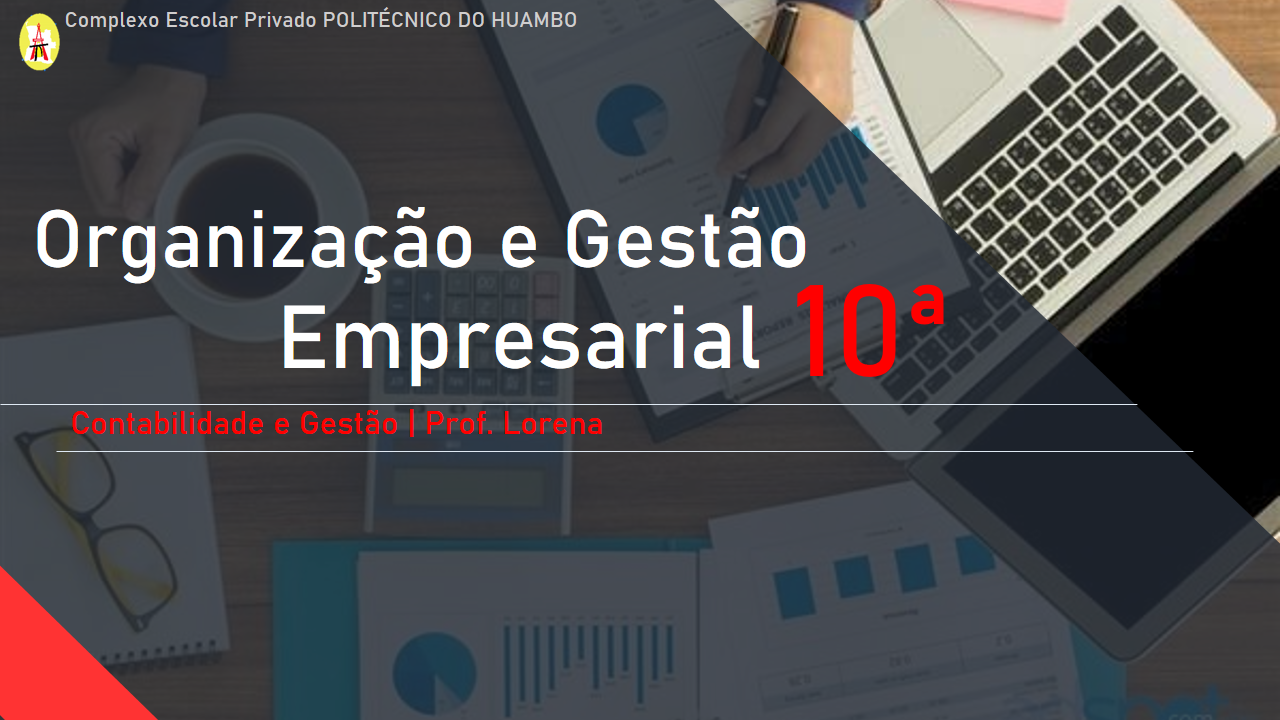 Complexo Escolar Privado POLITÉCNICO DO HUAMBO
Organização e Gestão
Empresarial 10ª
Contabilidade e Gestão | Prof. Lorena